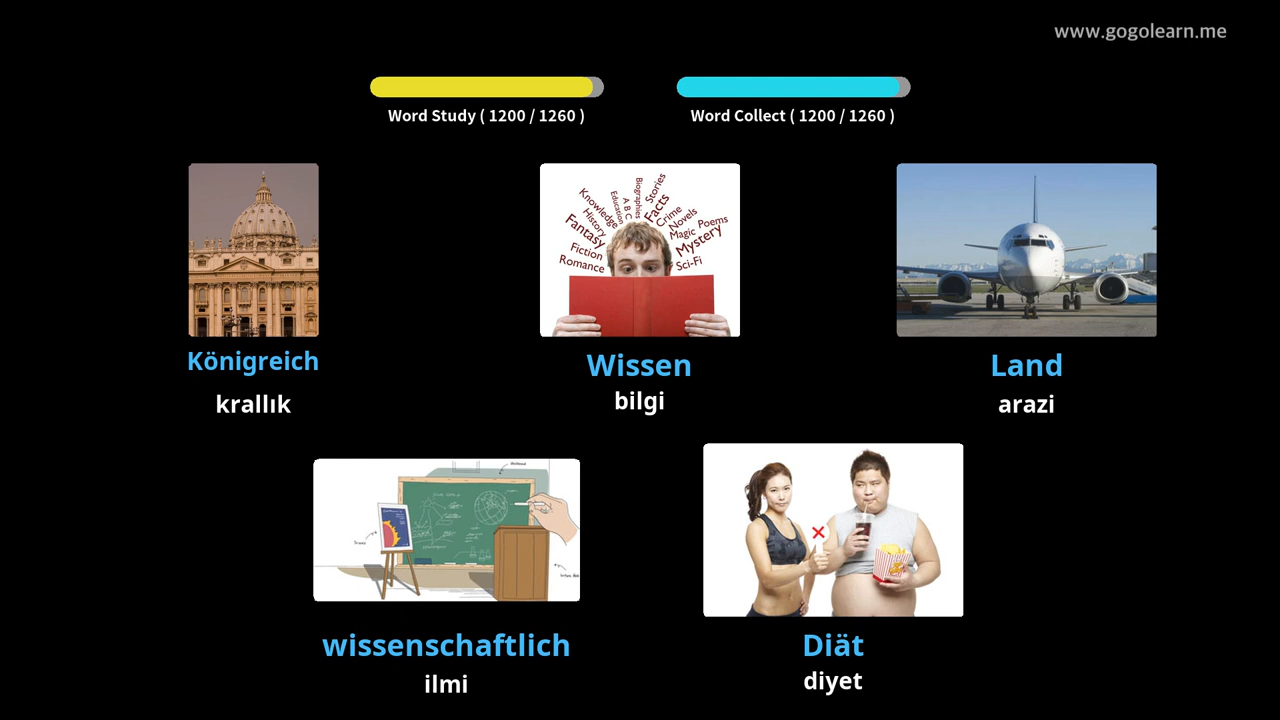 www.gogolearn.me
Word Study ( 1200 / 1260 )
Word Collect ( 1200 / 1260 )
Stories
Biographies
Facts
A B C
Education
Knowledge
Crime
Novels
History
Poems
Magic
Fantasy
Mystery
Fiction
Sci-Fi
Romance
Königreich
krallık
Wissen
bilgi
Land
arazi
wissenschaftlich
ilmi
Diät
diyet